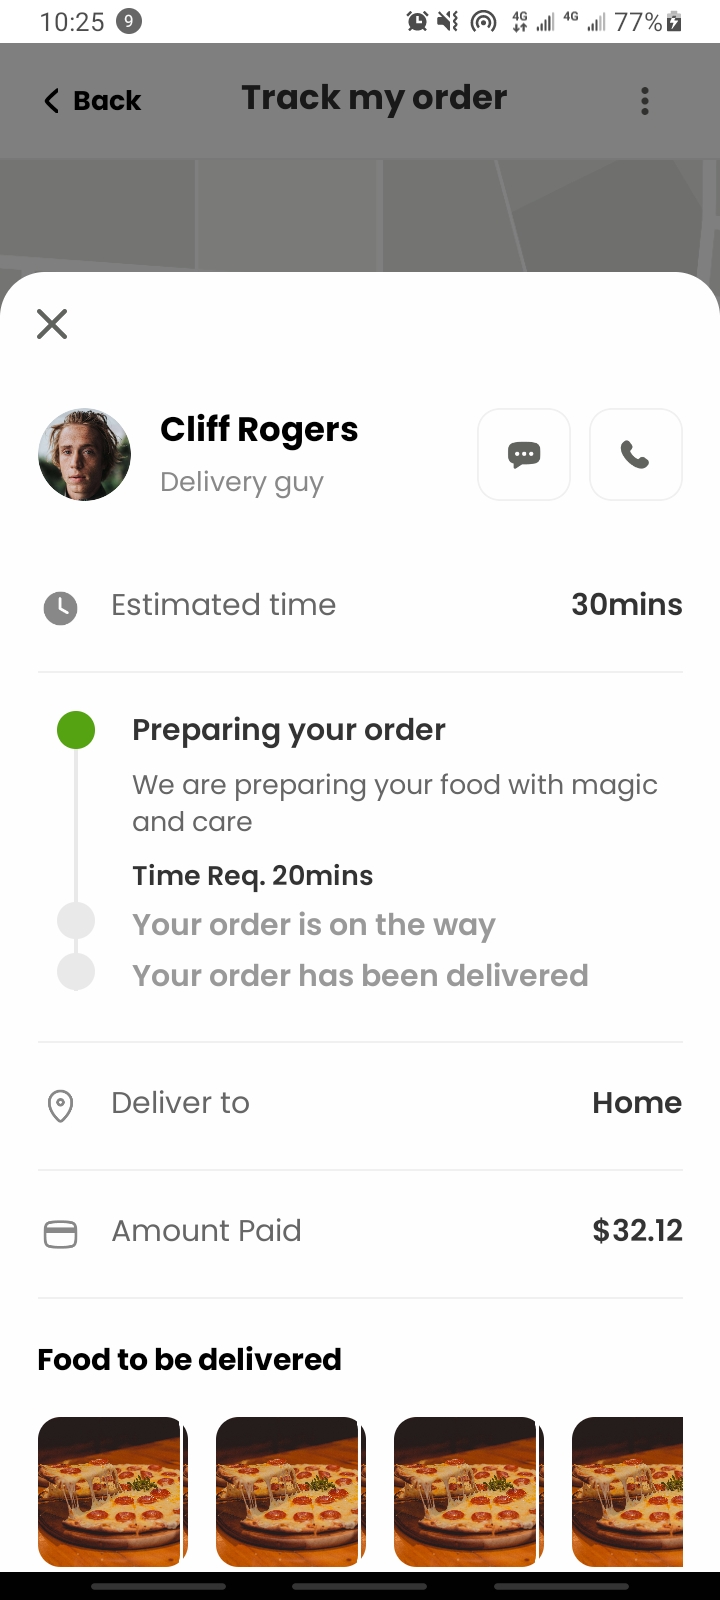 10:25 9 4G 4G 77%
Back Track my order
Cliff Rogers
Delivery guy
Estimated time 30mins
Preparing your order
We are preparing your food with magic
and care
Time Req. 20mins
Your order is on the way
Your order has been delivered
Deliver to Home
Amount Paid $32.12
Food to be delivered